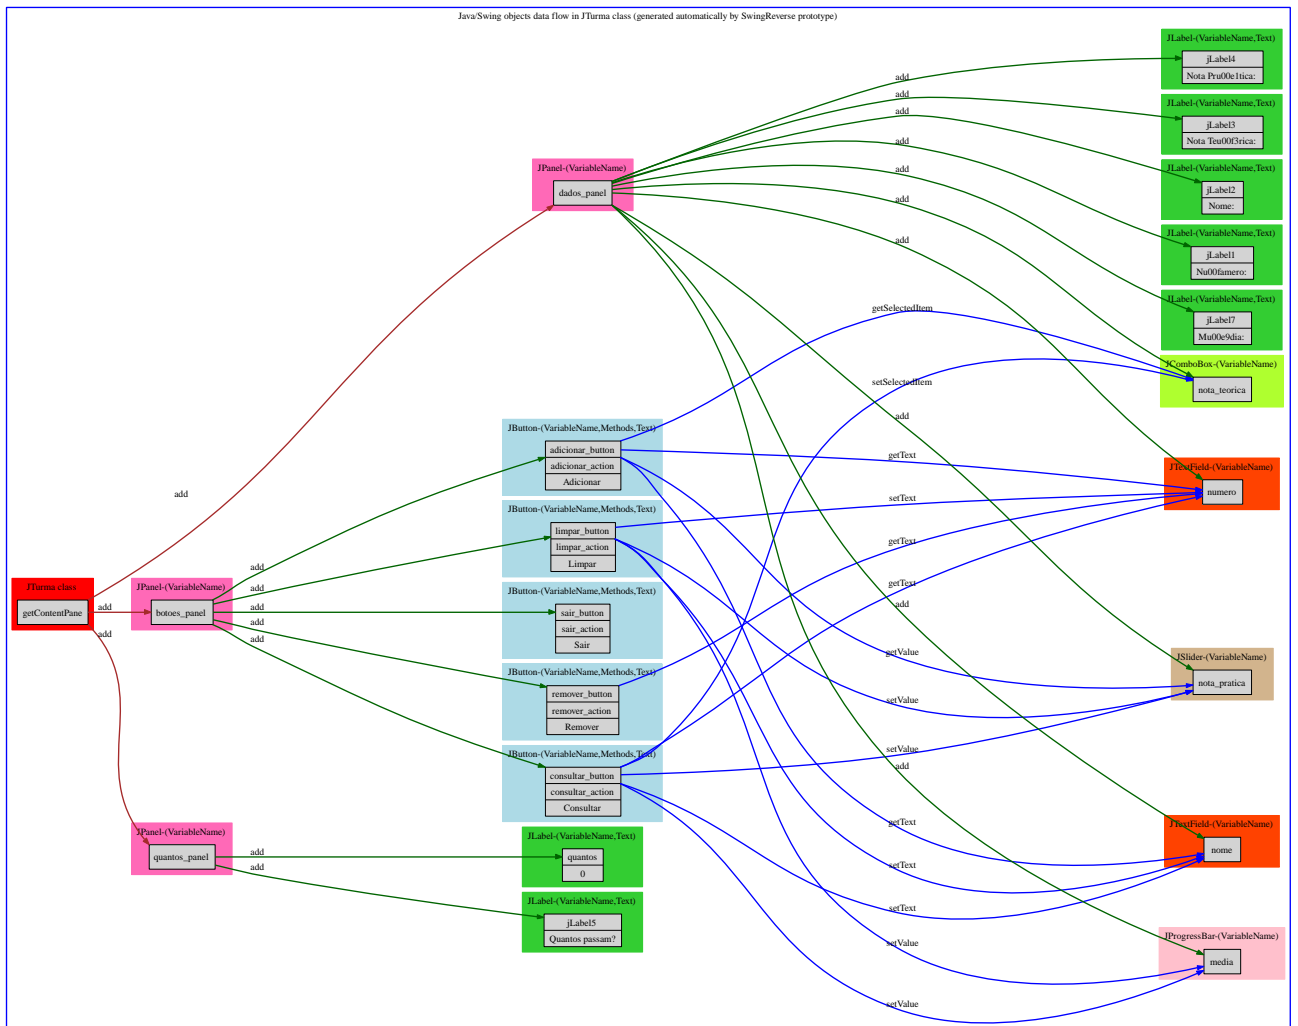 Java/Swing objects data flow in JTurma class (generated automatically by SwingReverse prototype)
JTurma class
getContentPane
add
add
add
JPanel-(VariableName)
dados_panel
JPanel-(VariableName)
botoes_panel
JPanel-(VariableName)
quantos_panel
add
add
add
add
add
add
add
JButton-(VariableName,Methods,Text)
adicionar_button
adicionar_action
Adicionar
JButton-(VariableName,Methods,Text)
limpar_button
limpar_action
Limpar
JButton-(VariableName,Methods,Text)
sair_button
sair_action
Sair
JButton-(VariableName,Methods,Text)
remover_button
remover_action
Remover
JButton-(VariableName,Methods,Text)
consultar_button
consultar_action
Consultar
JLabel-(VariableName,Text)
quantos
0
JLabel-(VariableName,Text)
jLabel5
Quantos passam?
add
add
add
add
add
add
add
getSelectedItem
setSelectedItem
add
getText
setText
getText
getText
add
getValue
setValue
setValue
add
getText
setText
setText
setValue
setValue
JLabel-(VariableName,Text)
jLabel4
Nota Pru00e1tica:
JLabel-(VariableName,Text)
jLabel3
Nota Teu00f3rica:
JLabel-(VariableName,Text)
jLabel2
Nome:
JLabel-(VariableName,Text)
jLabel1
Nu00famero:
JLabel-(VariableName,Text)
jLabel7
Mu00e9dia:
JComboBox-(VariableName)
nota_teorica
JTextField-(VariableName)
numero
JSlider-(VariableName)
nota_pratica
JTextField-(VariableName)
nome
JProgressBar-(VariableName)
media